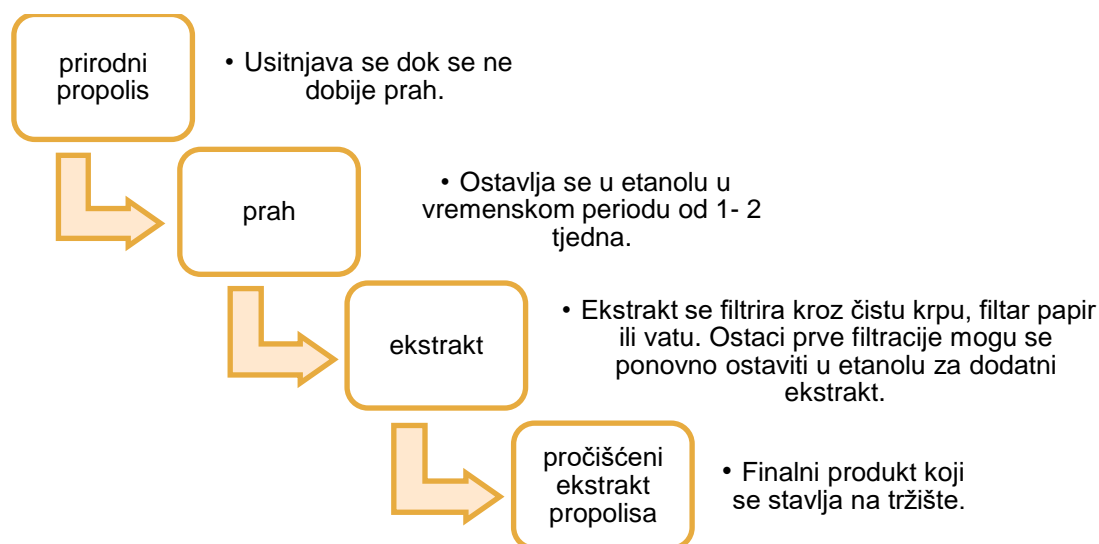 prirodni
propolis
• Usitnjava se dok se ne
dobije prah.
prah
• Ostavlja se u etanolu u
vremenskom periodu od 1- 2
tjedna.
ekstrakt
• Ekstrakt se filtrira kroz čistu krpu, filtar papir
ili vatu. Ostaci prve filtracije mogu se
ponovno ostaviti u etanolu za dodatni
ekstrakt.
pročišćeni
ekstrakt
propolisa
• Finalni produkt koji
se stavlja na tržište.